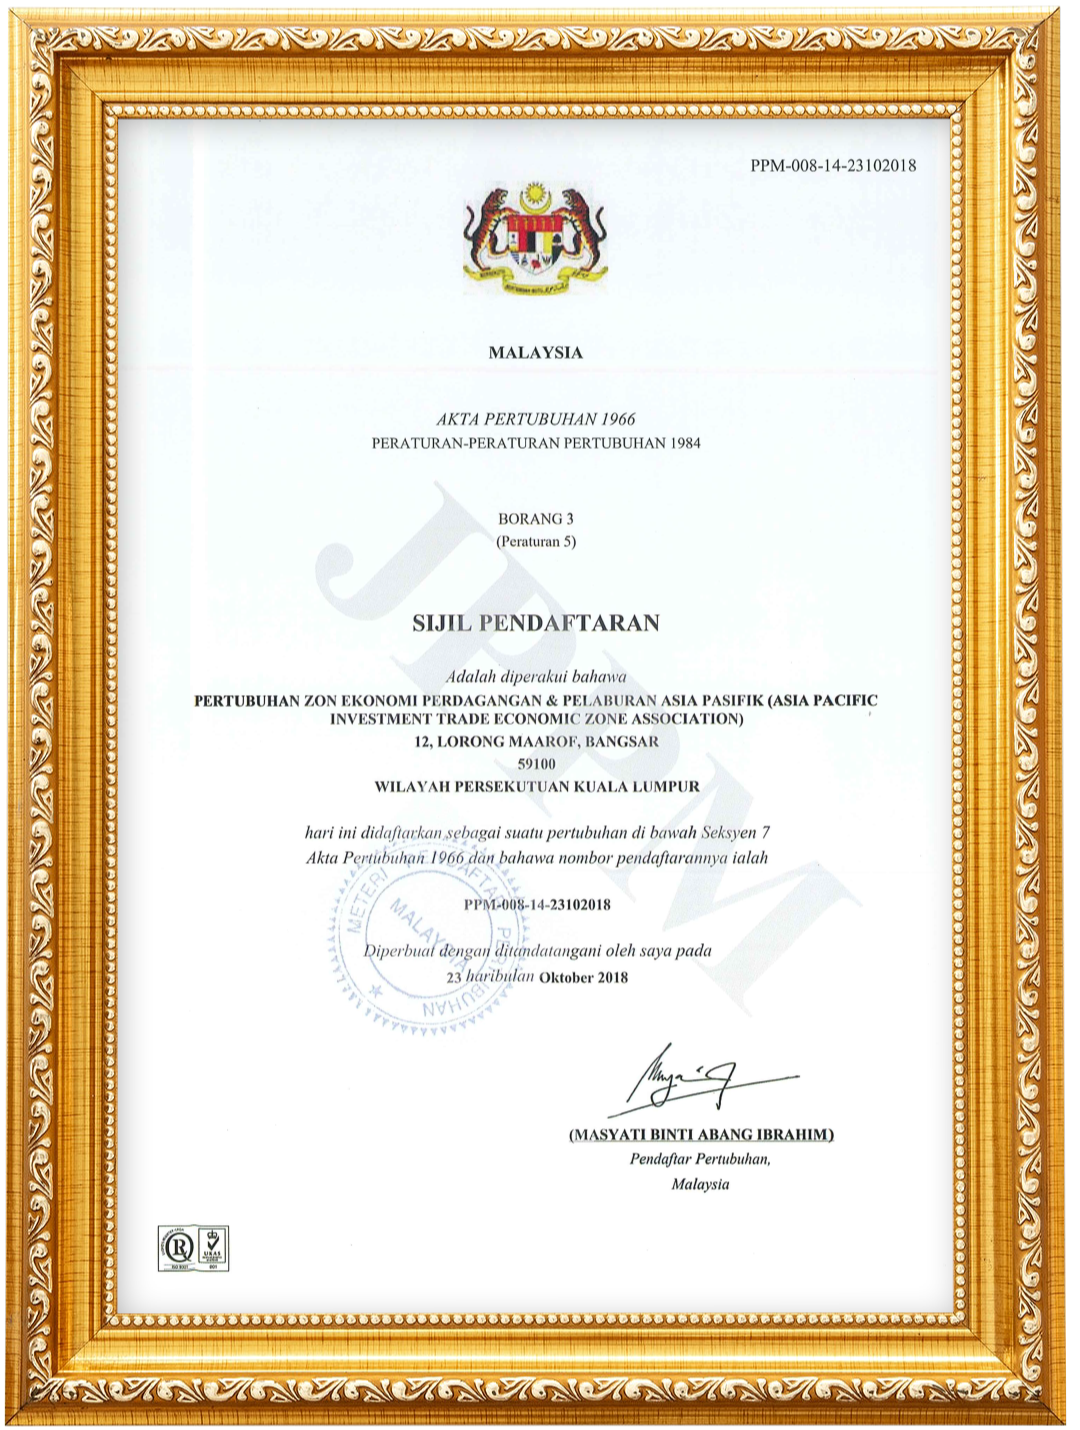 PPM-008-14-23102018
MALAYSIA
AKTA PERTUBUHAN 1966
PERATURAN-PERATURAN PERTUBUHAN 1984
BORANG 3
(Peraturan 5)
JPPM
SIJIL PENDAFTARAN
Adalah diperakui bahawa
PERTUBUHAN ZON EKONOMI PERDAGANGAN & PELABURAN ASIA PASIFIK (ASIA PACIFIC
INVESTMENT TRADE ECONOMIC ZONE ASSOCIATION)
12, LORONG MAAROF, BANGSAR
59100
WILAYAH PERSEKUTUAN KUALA LUMPUR
hari ini didaftarkan sebagai suatu pertubuhan di bawah Seksyen 7
Akta Pertubuhan 1966 dan bahawa nombor pendaftarannya ialah
PPM-008-14-23102018
METERI PENDAFTAR PERTUBUHAN
MALAYSIA
Diperbuat dengan ditandatangani oleh saya pada
23 haribulan Oktober 2018
(MASYATI BINTI ABANG IBRAHIM)
Pendaftar Pertubuhan,
Malaysia
R
UKAS
ISO 9001
001